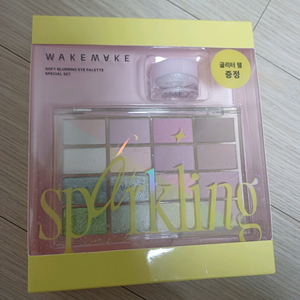 WAKEMAKE
SOFT BLURRING EYE PALETTE
SPECIAL SET
글리터 젤
증정
sparkling